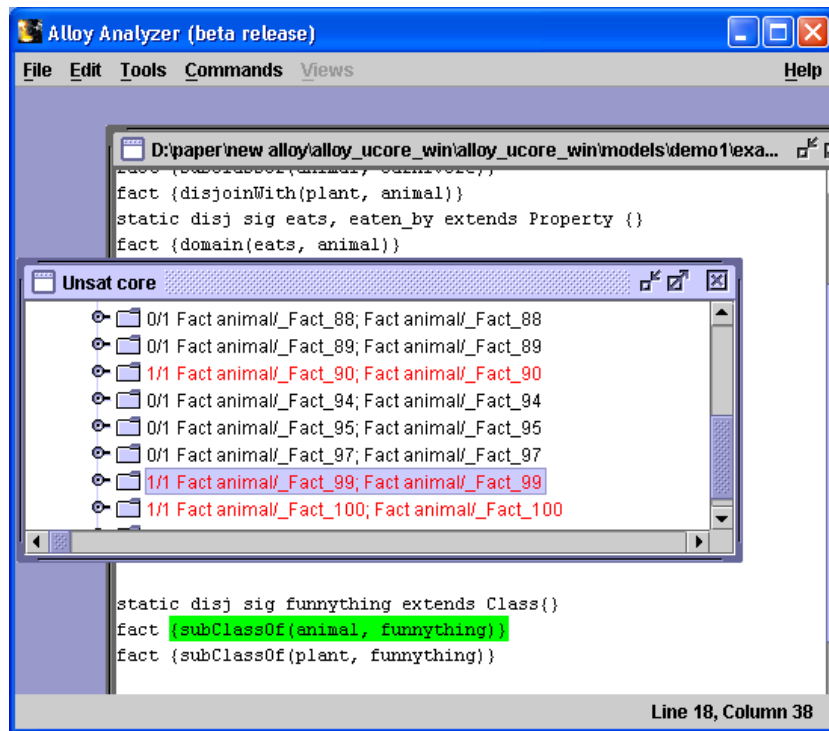 Alloy Analyzer (beta release)
File Edit Tools Commands Views Help
D:\paper\new alloy\alloy_ucore_win\alloy_ucore_win\models\demo1\exa...
fact {subClassOf(animal, carnivore)}
fact {disjoinWith(plant, animal)}
static disj sig eats, eaten_by extends Property {}
fact {domain(eats, animal)}
Unsat core
0/1 Fact animal/_Fact_88; Fact animal/_Fact_88
0/1 Fact animal/_Fact_89; Fact animal/_Fact_89
1/1 Fact animal/_Fact_90; Fact animal/_Fact_90
0/1 Fact animal/_Fact_94; Fact animal/_Fact_94
0/1 Fact animal/_Fact_95; Fact animal/_Fact_95
0/1 Fact animal/_Fact_97; Fact animal/_Fact_97
1/1 Fact animal/_Fact_99; Fact animal/_Fact_99
1/1 Fact animal/_Fact_100; Fact animal/_Fact_100
static disj sig funnything extends Class{}
fact {subClassOf(animal, funnything)}
fact {subClassOf(plant, funnything)}
Line 18, Column 38